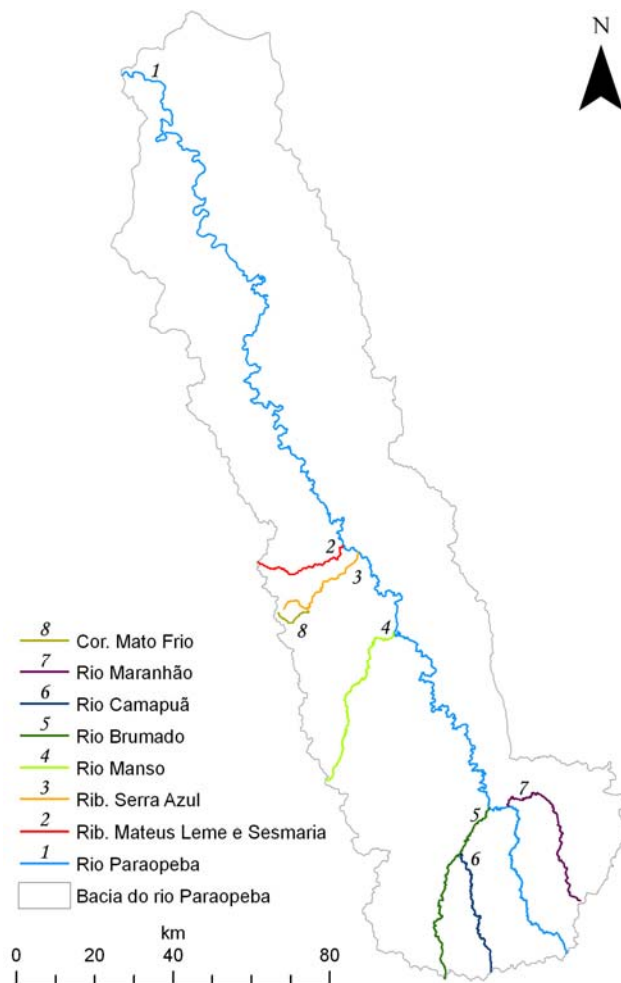 N
1
2
3
8
4
7
5
6
8 Cor. Mato Frio
7 Rio Maranhão
6 Rio Camapuã
5 Rio Brumado
4 Rio Manso
3 Rib. Serra Azul
2 Rib. Mateus Leme e Sesmaria
1 Rio Paraopeba
Bacia do rio Paraopeba
km
0 20 40 80